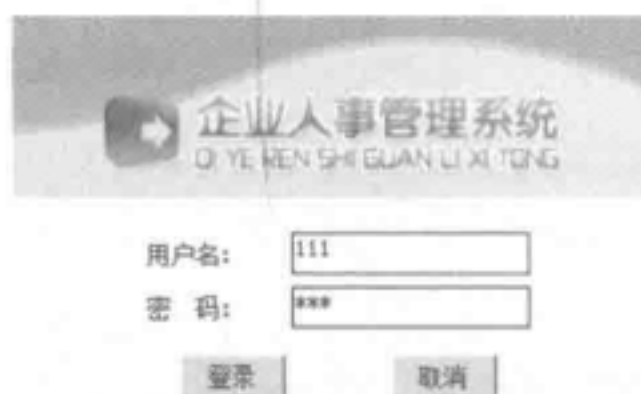 企业人事管理系统
QI YE REN SHI GUAN LI XI TONG
用户名: 111
密 码: ***
登录 取消